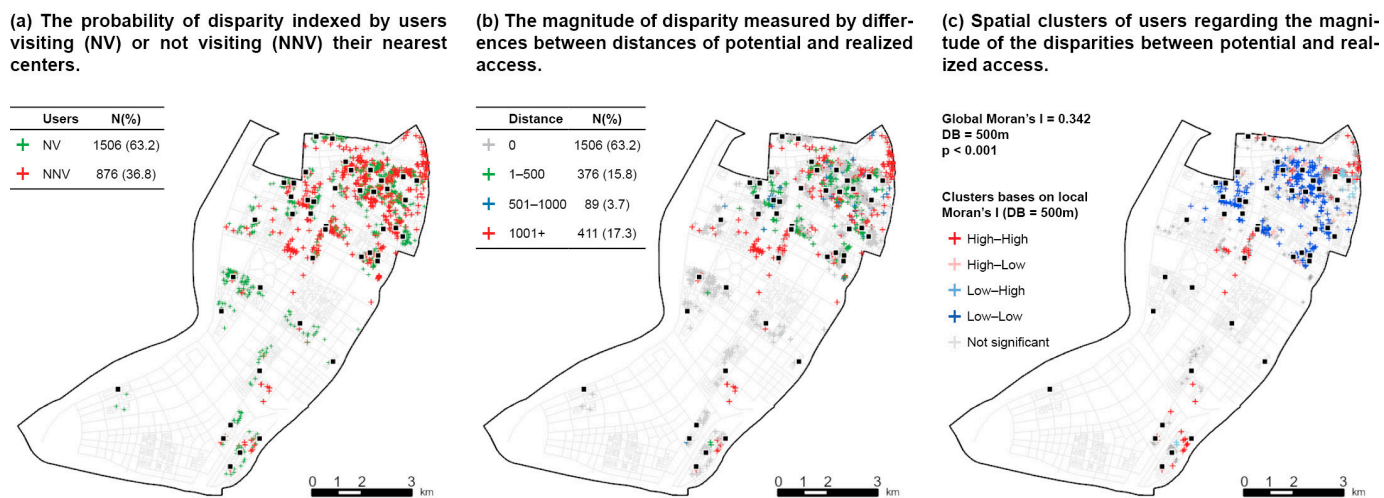 (a) The probability of disparity indexed by users
visiting (NV) or not visiting (NNV) their nearest
centers.
Users N(%)
NV 1506 (63.2)
NNV 876 (36.8)
0 1 2 3
km
(b) The magnitude of disparity measured by differ-
ences between distances of potential and realized
access.
Distance N(%)
0 1506 (63.2)
1–500 376 (15.8)
501–1000 89 (3.7)
1001+ 411 (17.3)
0 1 2 3
km
(c) Spatial clusters of users regarding the magni-
tude of the disparities between potential and real-
ized access.
Global Moran's I = 0.342
DB = 500m
p < 0.001
Clusters bases on local
Moran's I (DB = 500m)
High–High
High–Low
Low–High
Low–Low
Not significant
0 1 2 3
km